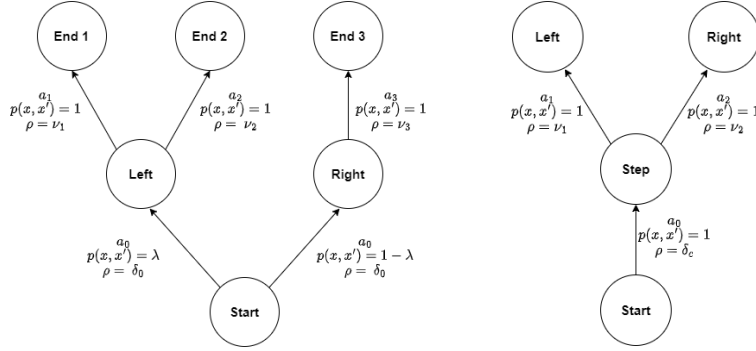 End 1
End 2
End 3
a₁
p(x, x′) = 1
ρ = ν₁
a₂
p(x, x′) = 1
ρ = ν₂
a₃
p(x, x′) = 1
ρ = ν₃
Left
Right
a₀
p(x, x′) = λ
ρ = δ₀
a₀
p(x, x′) = 1 − λ
ρ = δ₀
Start
Left
Right
a₁
p(x, x′) = 1
ρ = ν₁
a₂
p(x, x′) = 1
ρ = ν₂
Step
a₀
p(x, x′) = 1
ρ = δ_c
Start